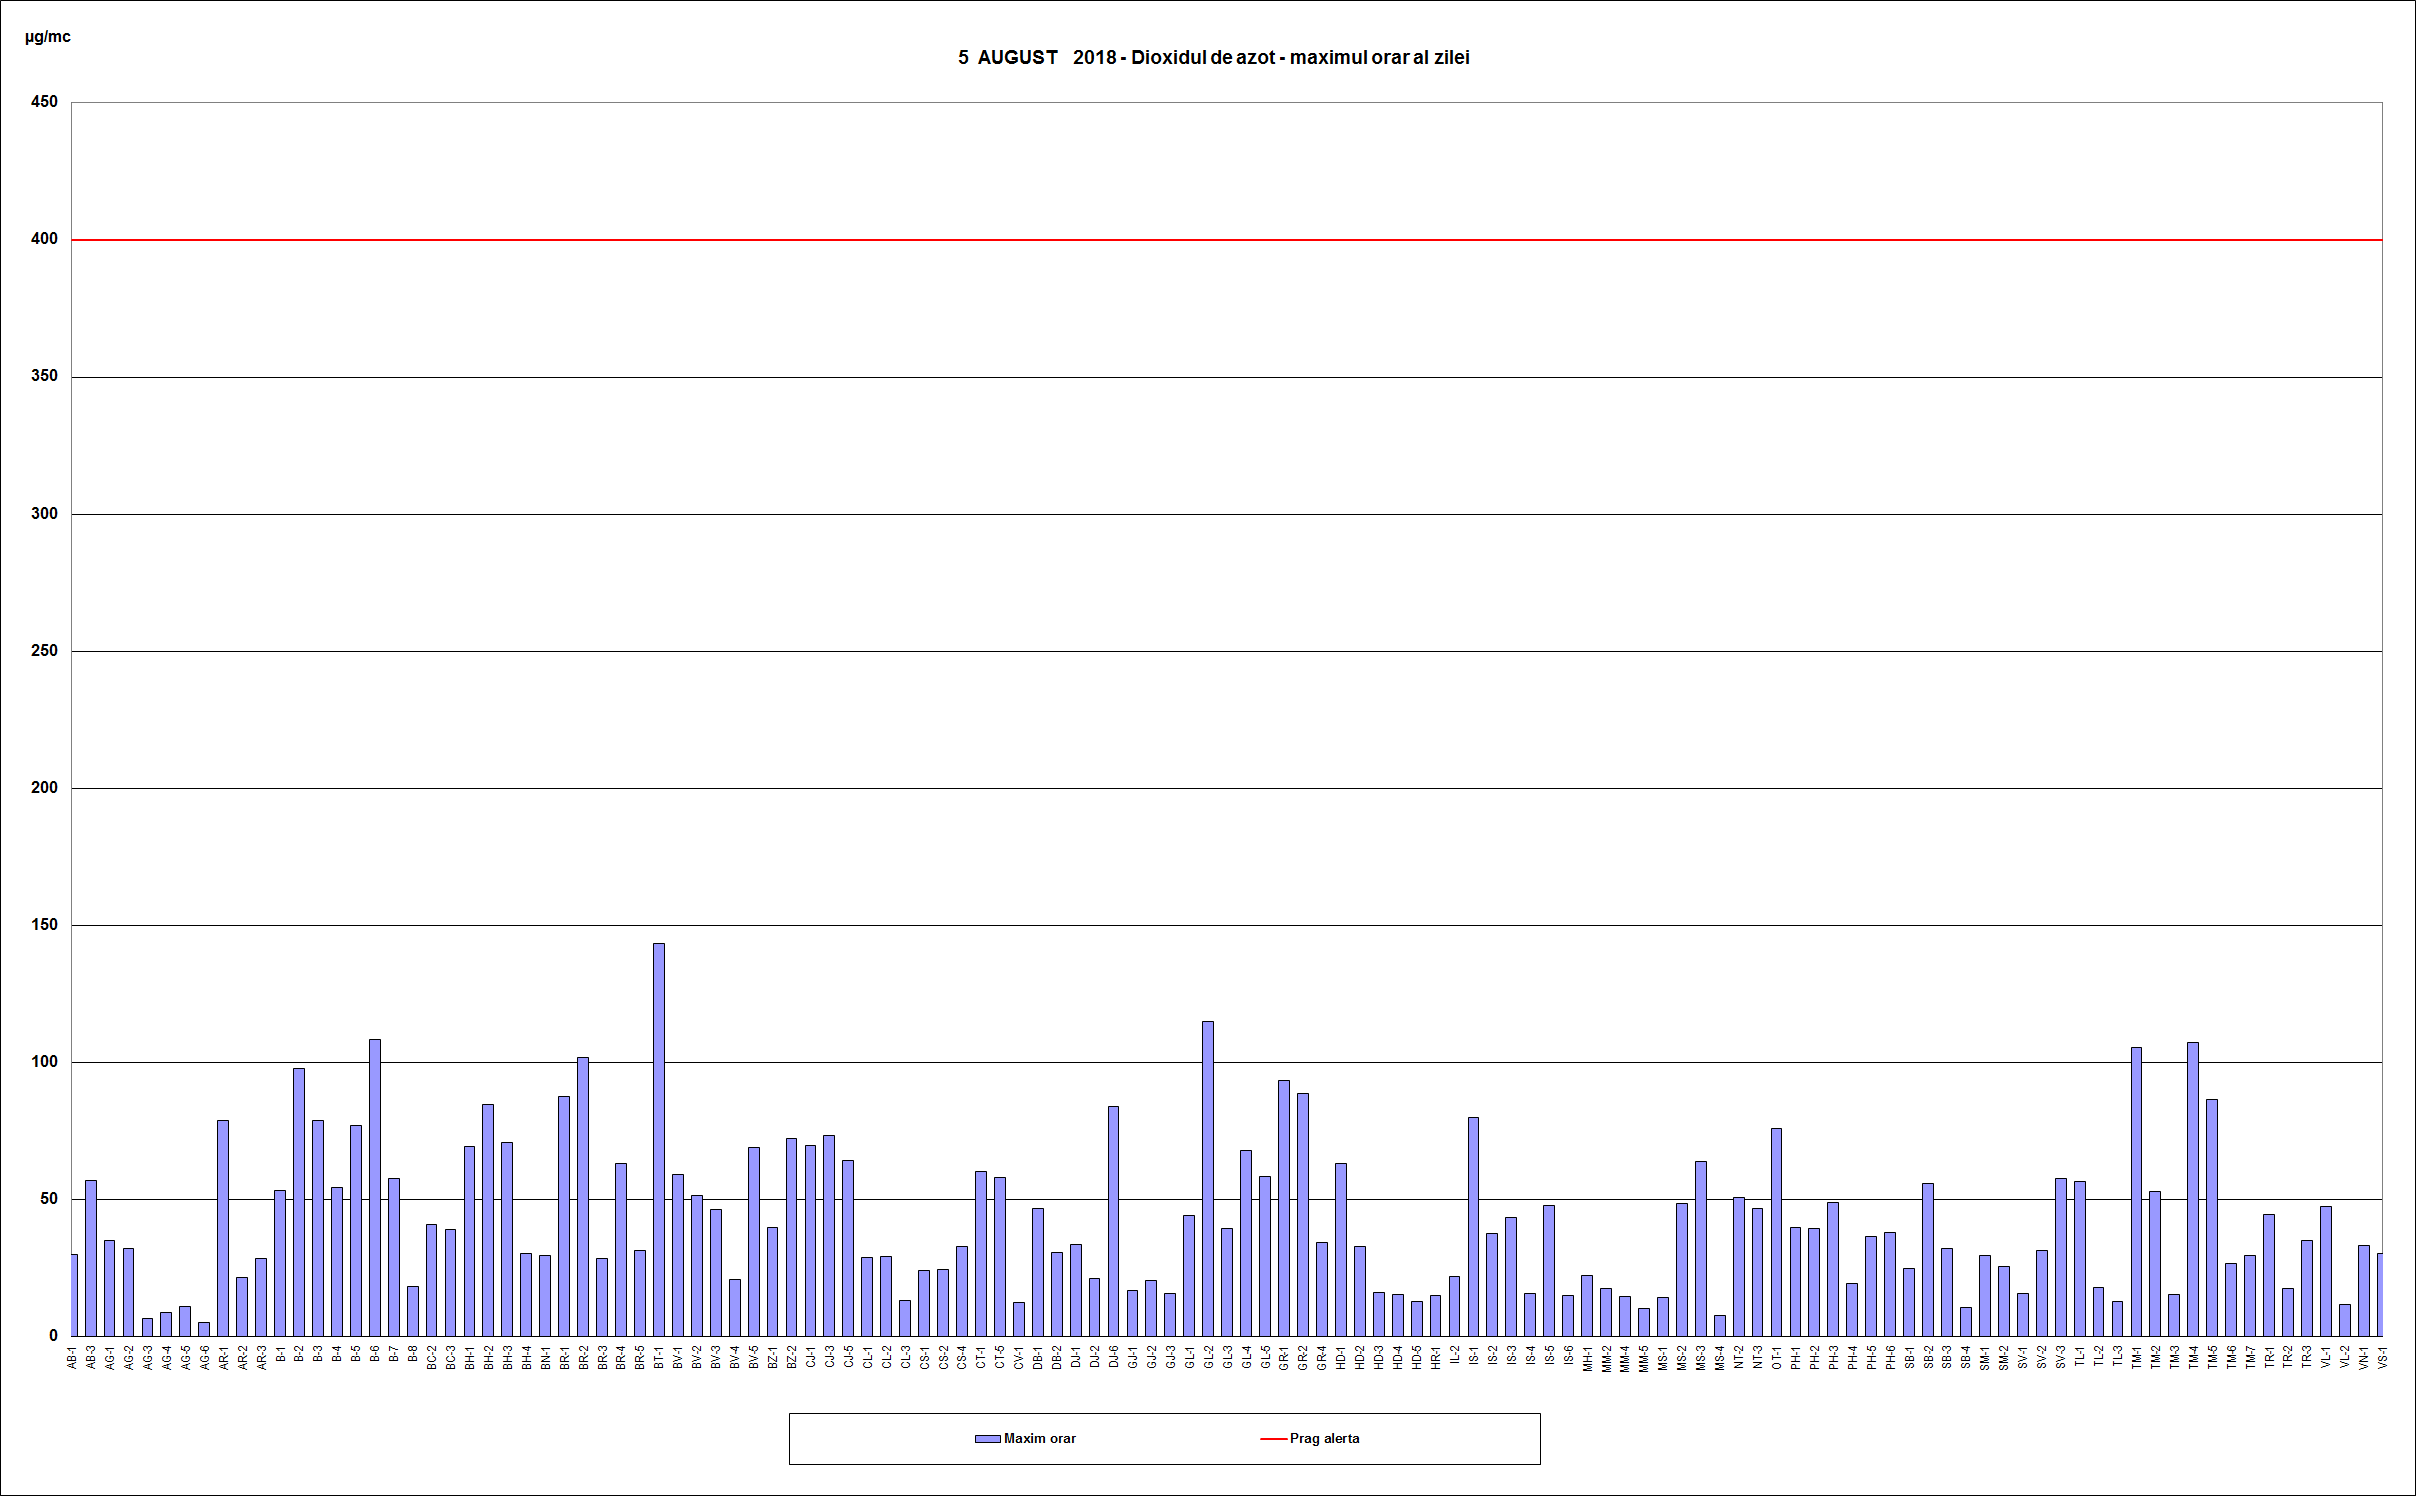 µg/mc
5 AUGUST 2018 - Dioxidul de azot - maximul orar al zilei
450
400
350
300
250
200
150
100
50
0
AB-1 AB-3 AG-1 AG-2 AG-3 AG-4 AG-5 AG-6 AR-1 AR-2 AR-3 B-1 B-2 B-3 B-4 B-5 B-6 B-7 B-8 BC-2 BC-3 BH-1 BH-2 BH-3 BH-4 BN-1 BR-1 BR-2 BR-3 BR-4 BR-5 BT-1 BV-1 BV-2 BV-3 BV-4 BV-5 BZ-1 BZ-2 CJ-1 CJ-3 CJ-5 CL-1 CL-2 CL-3 CS-1 CS-2 CS-4 CT-1 CT-5 CV-1 DB-1 DB-2 DJ-1 DJ-2 DJ-6 GJ-1 GJ-2 GJ-3 GL-1 GL-2 GL-3 GL-4 GL-5 GR-1 GR-2 GR-4 HD-1 HD-2 HD-3 HD-4 HD-5 HR-1 IL-2 IS-1 IS-2 IS-3 IS-4 IS-5 IS-6 MH-1 MM-2 MM-4 MM-5 MS-1 MS-2 MS-3 MS-4 NT-2 NT-3 OT-1 PH-1 PH-2 PH-3 PH-4 PH-5 PH-6 SB-1 SB-2 SB-3 SB-4 SM-1 SM-2 SV-1 SV-2 SV-3 TL-1 TL-2 TL-3 TM-1 TM-2 TM-3 TM-4 TM-5 TM-6 TM-7 TR-1 TR-2 TR-3 VL-1 VL-2 VN-1 VS-1
Maxim orar
Prag alerta